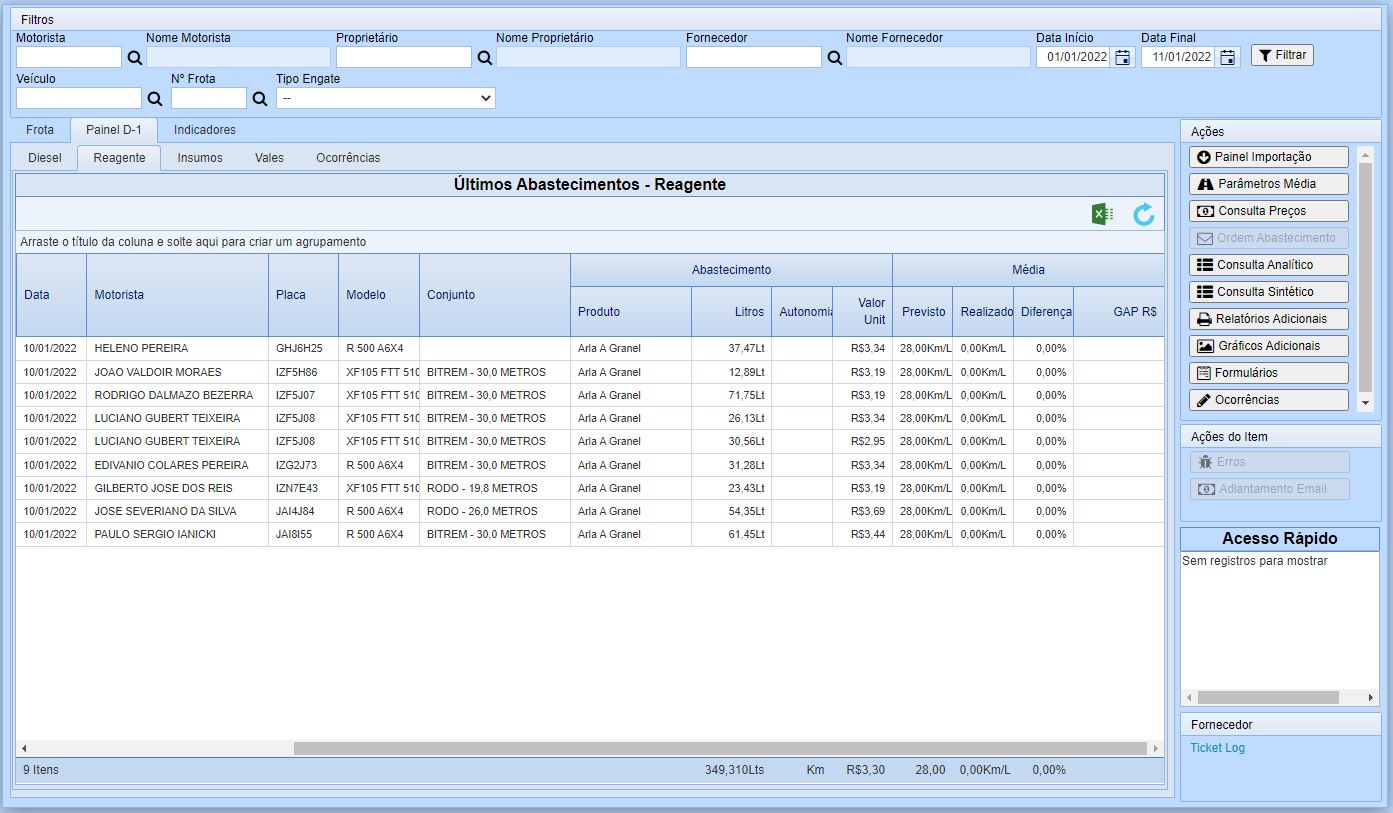 Filtros
Motorista Nome Motorista Proprietário Nome Proprietário Fornecedor Nome Fornecedor Data Início Data Final
01/01/2022 11/01/2022 Filtrar
Veículo Nº Frota Tipo Engate
--
Frota Painel D-1 Indicadores
Diesel Reagente Insumos Vales Ocorrências
Últimos Abastecimentos - Reagente
Arraste o título da coluna e solte aqui para criar um agrupamento
Abastecimento Média
Data Motorista Placa Modelo Conjunto Produto Litros Autonomia Valor Unit Previsto Realizado Diferença GAP R$
10/01/2022 HELENO PEREIRA GHJ6H25 R 500 A6X4 Arla A Granel 37,47Lt R$3,34 28,00Km/L 0,00Km/L 0,00%
10/01/2022 JOAO VALDOIR MORAES IZF5H86 XF105 FTT 510 BITREM - 30,0 METROS Arla A Granel 12,89Lt R$3,19 28,00Km/L 0,00Km/L 0,00%
10/01/2022 RODRIGO DALMAZO BEZERRA IZF5J07 XF105 FTT 510 BITREM - 30,0 METROS Arla A Granel 71,75Lt R$3,19 28,00Km/L 0,00Km/L 0,00%
10/01/2022 LUCIANO GUBERT TEIXEIRA IZF5J08 XF105 FTT 510 BITREM - 30,0 METROS Arla A Granel 26,13Lt R$3,34 28,00Km/L 0,00Km/L 0,00%
10/01/2022 LUCIANO GUBERT TEIXEIRA IZF5J08 XF105 FTT 510 BITREM - 30,0 METROS Arla A Granel 30,56Lt R$2,95 28,00Km/L 0,00Km/L 0,00%
10/01/2022 EDIVANIO COLARES PEREIRA IZG2J73 R 500 A6X4 BITREM - 30,0 METROS Arla A Granel 31,28Lt R$3,34 28,00Km/L 0,00Km/L 0,00%
10/01/2022 GILBERTO JOSE DOS REIS IZN7E43 XF105 FTT 510 RODO - 19,8 METROS Arla A Granel 23,43Lt R$3,19 28,00Km/L 0,00Km/L 0,00%
10/01/2022 JOSE SEVERIANO DA SILVA JAI4J84 R 500 A6X4 RODO - 26,0 METROS Arla A Granel 54,35Lt R$3,69 28,00Km/L 0,00Km/L 0,00%
10/01/2022 PAULO SERGIO IANICKI JAI8I55 R 500 A6X4 BITREM - 30,0 METROS Arla A Granel 61,45Lt R$3,44 28,00Km/L 0,00Km/L 0,00%
9 Itens 349,310Lts Km R$3,30 28,00 0,00Km/L 0,00%
Ações
Painel Importação
Parâmetros Média
Consulta Preços
Ordem Abastecimento
Consulta Analítico
Consulta Sintético
Relatórios Adicionais
Gráficos Adicionais
Formulários
Ocorrências
Ações do Item
Erros
Adiantamento Email
Acesso Rápido
Sem registros para mostrar
Fornecedor
Ticket Log